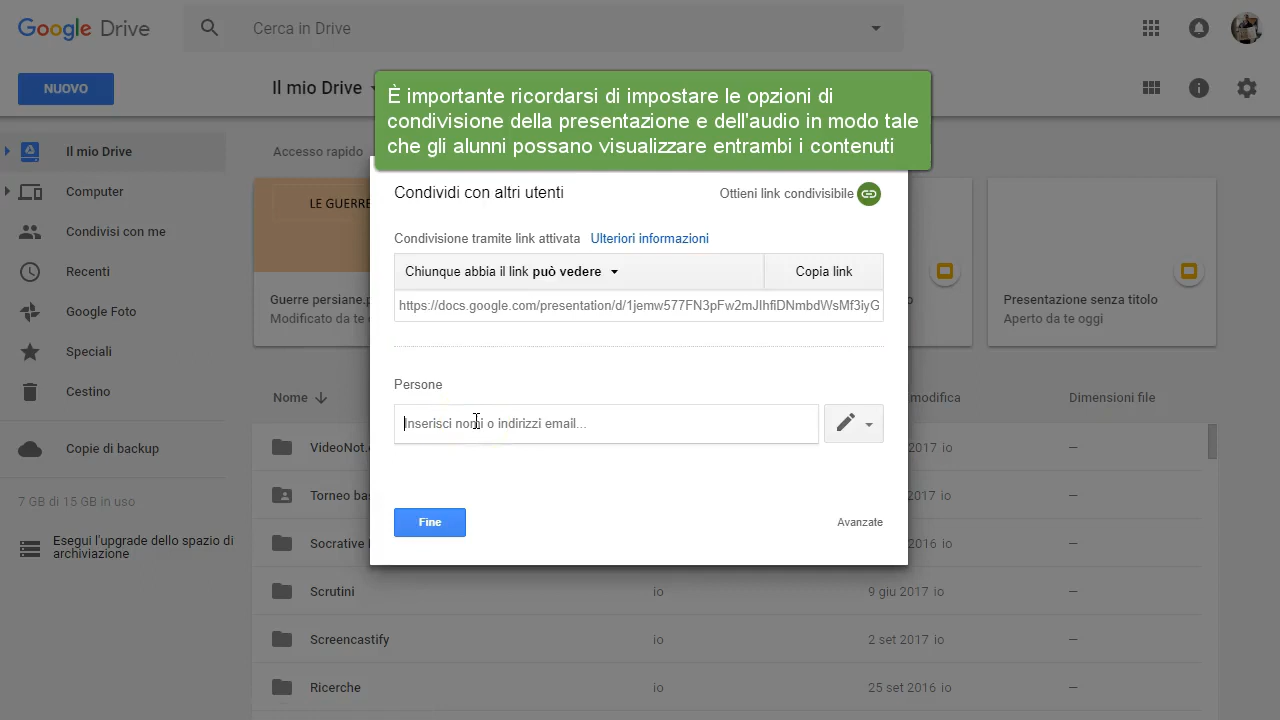 Google Drive
Cerca in Drive
NUOVO
Il mio Drive
È importante ricordarsi di impostare le opzioni di
condivisione della presentazione e dell'audio in modo tale
che gli alunni possano visualizzare entrambi i contenuti
Il mio Drive
Computer
Condivisi con me
Recenti
Google Foto
Speciali
Cestino
Copie di backup
7 GB di 15 GB in uso
Esegui l'upgrade dello spazio di
archiviazione
Accesso rapido
LE GUERRE
Guerre persiane.p
Modificato da te
Presentazione senza titolo
Aperto da te oggi
Condividi con altri utenti
Ottieni link condivisibile
Condivisione tramite link attivata Ulteriori informazioni
Chiunque abbia il link può vedere
Copia link
https://docs.google.com/presentation/d/1jemw577FN3pFw2mJIhfiDNmbdWsMf3iyG
Persone
Inserisci nomi o indirizzi email...
Fine
Avanzate
Nome
modifica
Dimensioni file
VideoNot.
2017 io
—
Torneo ba
2017 io
—
Socrative
2016 io
—
Scrutini
io
9 giu 2017 io
—
Screencastify
io
2 set 2017 io
—
Ricerche
io
25 set 2016 io
—